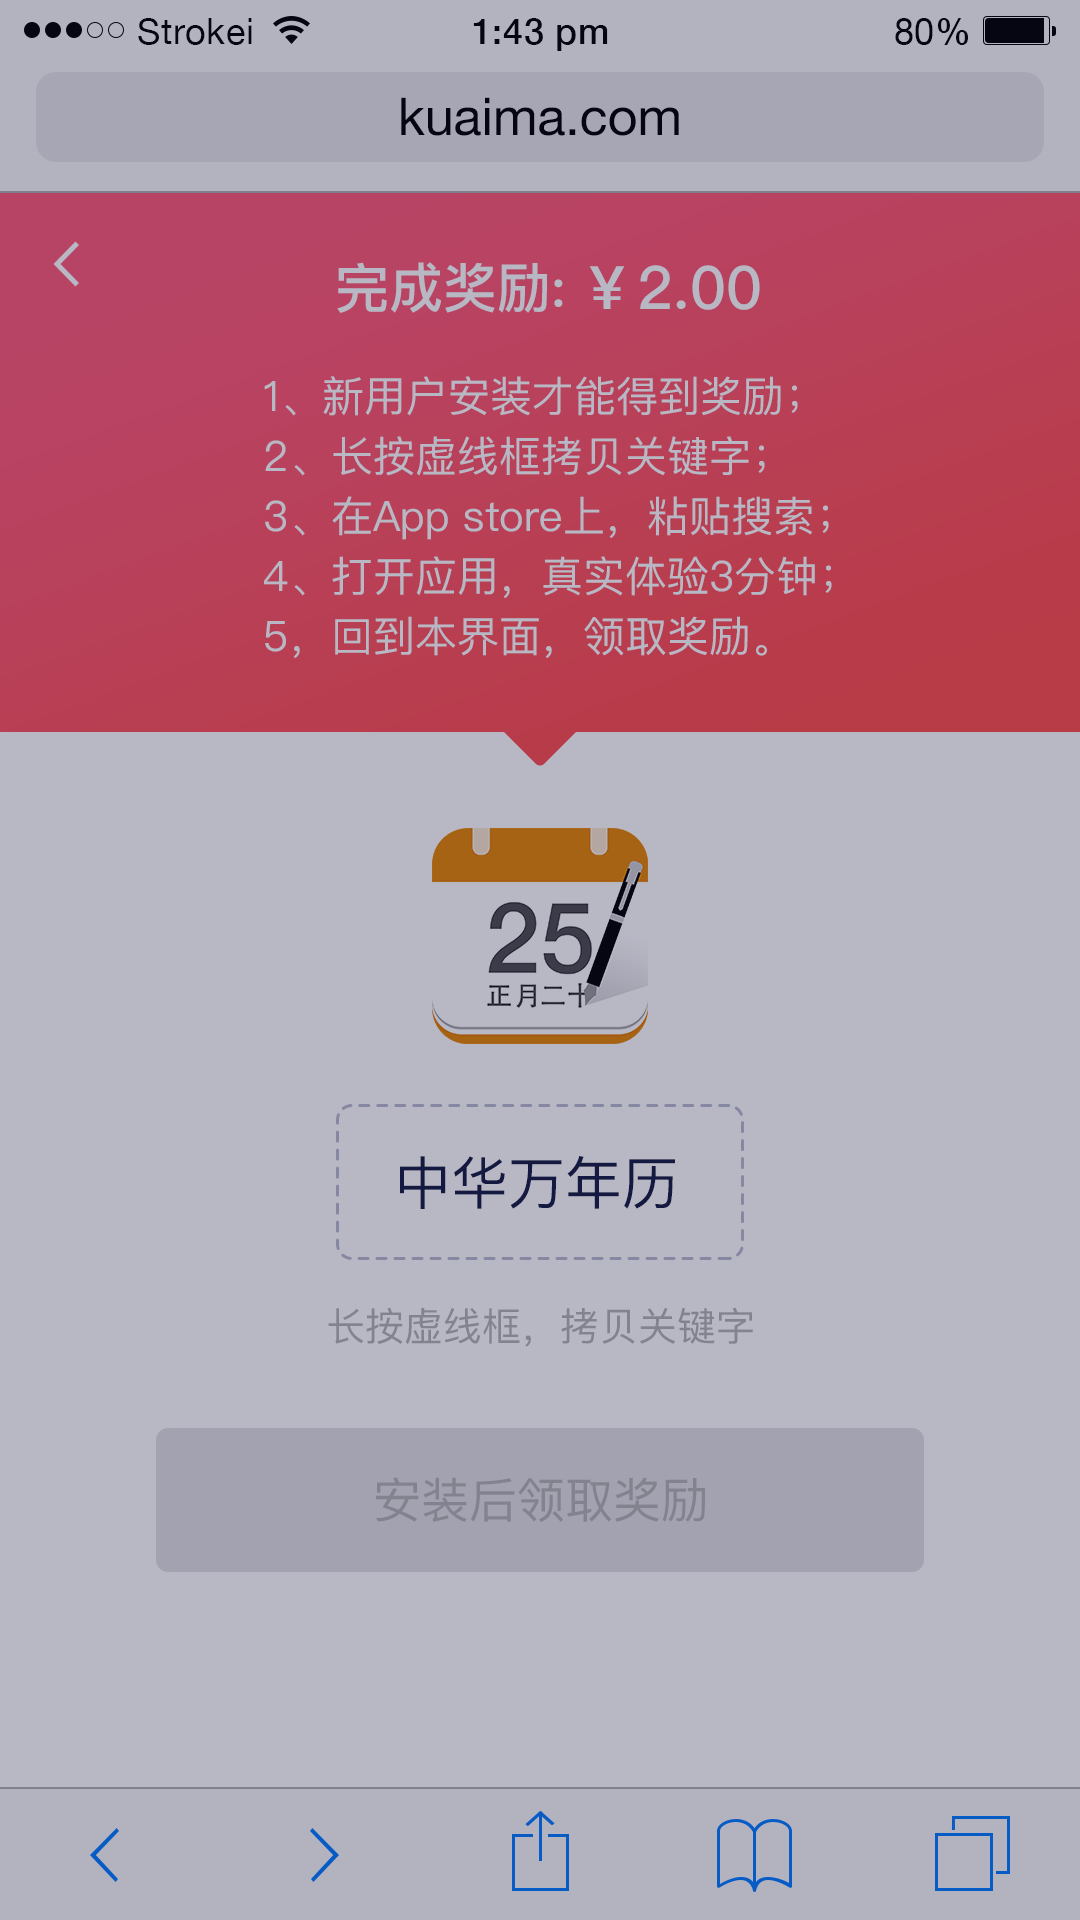 Strokei 1:43 pm 80%
kuaima.com
完成奖励: ￥2.00
1、新用户安装才能得到奖励；
2、长按虚线框拷贝关键字；
3、在App store上，粘贴搜索；
4、打开应用，真实体验3分钟；
5，回到本界面，领取奖励。
25
正月二十
中华万年历
长按虚线框，拷贝关键字
安装后领取奖励